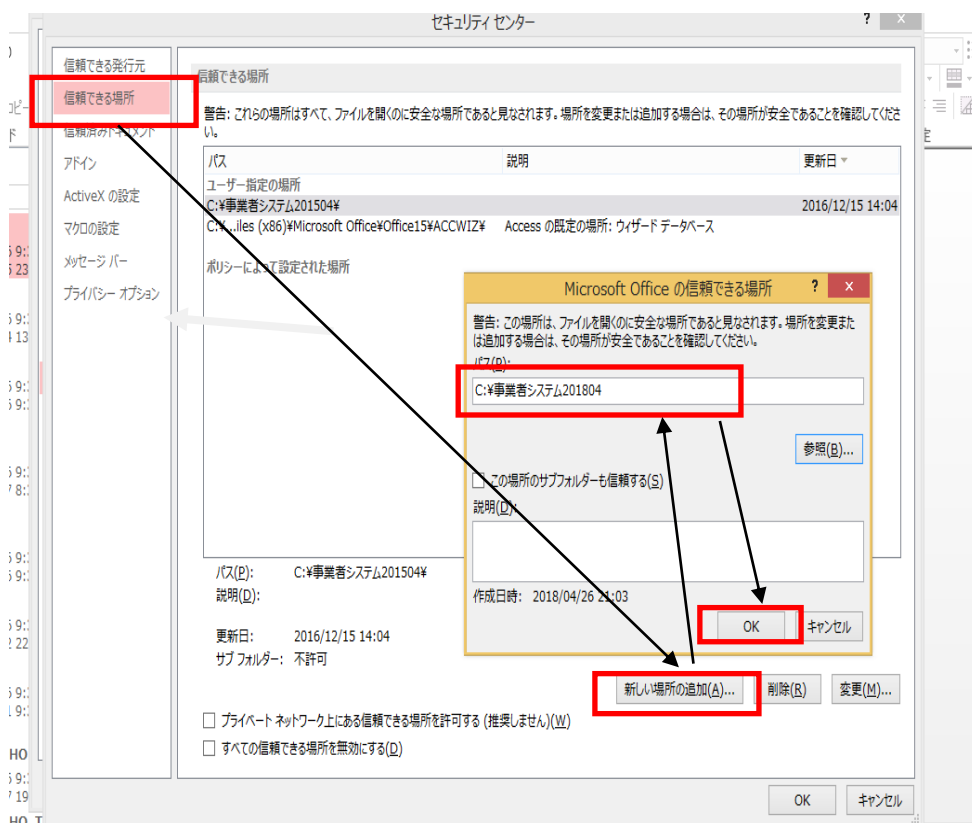 セキュリティ センター
? x
信頼できる発行元
信頼できる場所
信頼済みドキュメント
アドイン
ActiveX の設定
マクロの設定
メッセージ バー
プライバシー オプション
信頼できる場所
警告: これらの場所はすべて、ファイルを開くのに安全な場所であると見なされます。場所を変更または追加する場合は、その場所が安全であることを確認してくださ
い。
パス 説明 更新日
ユーザー指定の場所
C:¥事業者システム201504¥ 2016/12/15 14:04
C:¥...iles (x86)¥Microsoft Office¥Office15¥ACCWIZ¥ Access の既定の場所: ウィザード データベース
ポリシーによって設定された場所
Microsoft Office の信頼できる場所 ? x
警告: この場所は、ファイルを開くのに安全な場所であると見なされます。場所を変更また
は追加する場合は、その場所が安全であることを確認してください。
パス(P):
C:¥事業者システム201804
参照(B)...
この場所のサブフォルダーも信頼する(S)
説明(D):
作成日時: 2018/04/26 21:03
OK キャンセル
パス(P): C:¥事業者システム201504¥
説明(D):
更新日: 2016/12/15 14:04
サブ フォルダー: 不許可
新しい場所の追加(A)... 削除(R) 変更(M)...
プライベート ネットワーク上にある信頼できる場所を許可する (推奨しません)(W)
すべての信頼できる場所を無効にする(D)
OK キャンセル